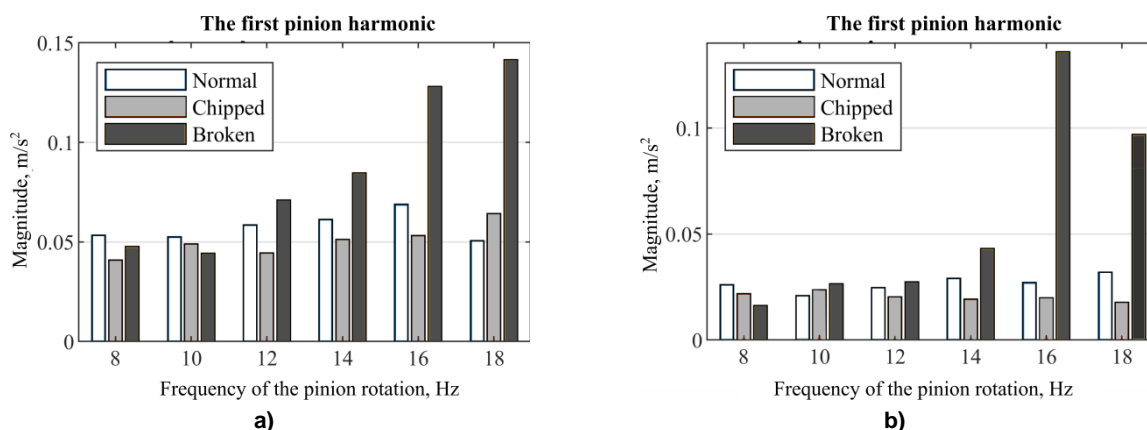 The first pinion harmonic
0.15
0.1
0.05
0
Magnitude, m/s²
Normal
Chipped
Broken
8 10 12 14 16 18
Frequency of the pinion rotation, Hz
a)
The first pinion harmonic
0.1
0.05
0
Magnitude, m/s²
Normal
Chipped
Broken
8 10 12 14 16 18
Frequency of the pinion rotation, Hz
b)